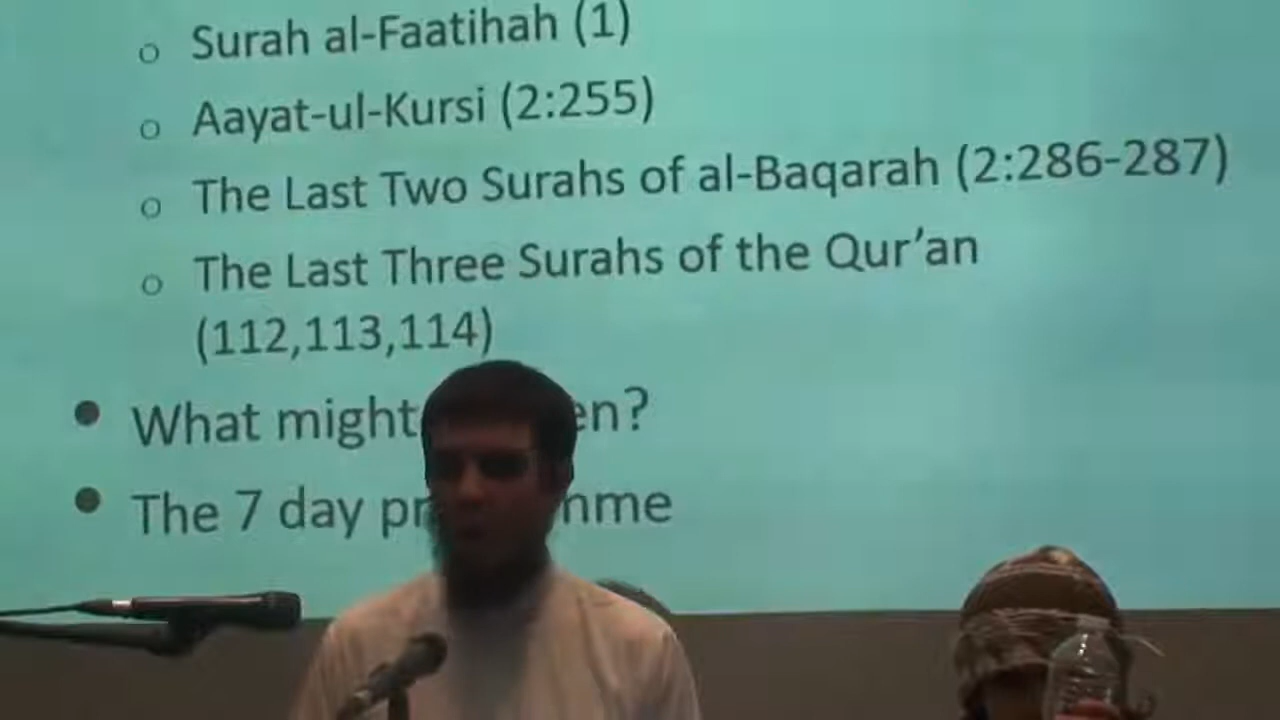 o Surah al-Faatihah (1)
o Aayat-ul-Kursi (2:255)
o The Last Two Surahs of al-Baqarah (2:286-287)
o The Last Three Surahs of the Qur’an
(112,113,114)
• What might en?
• The 7 day pr mme